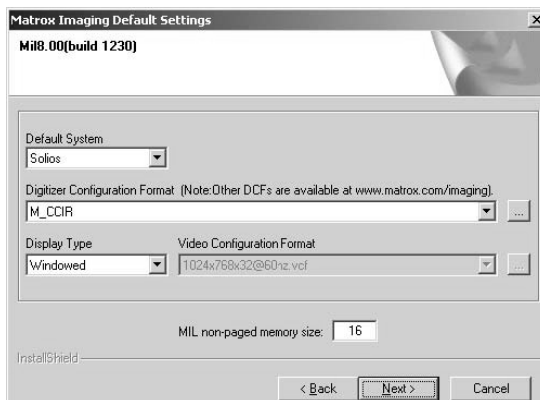 Matrox Imaging Default Settings
Mil8.00(build 1230)
Default System
Solios
Digitizer Configuration Format (Note:Other DCFs are available at www.matrox.com/imaging).
M_CCIR
...
Display Type
Video Configuration Format
Windowed
1024x768x32@60hz.vcf
...
MIL non-paged memory size:
16
InstallShield
< Back
Next >
Cancel